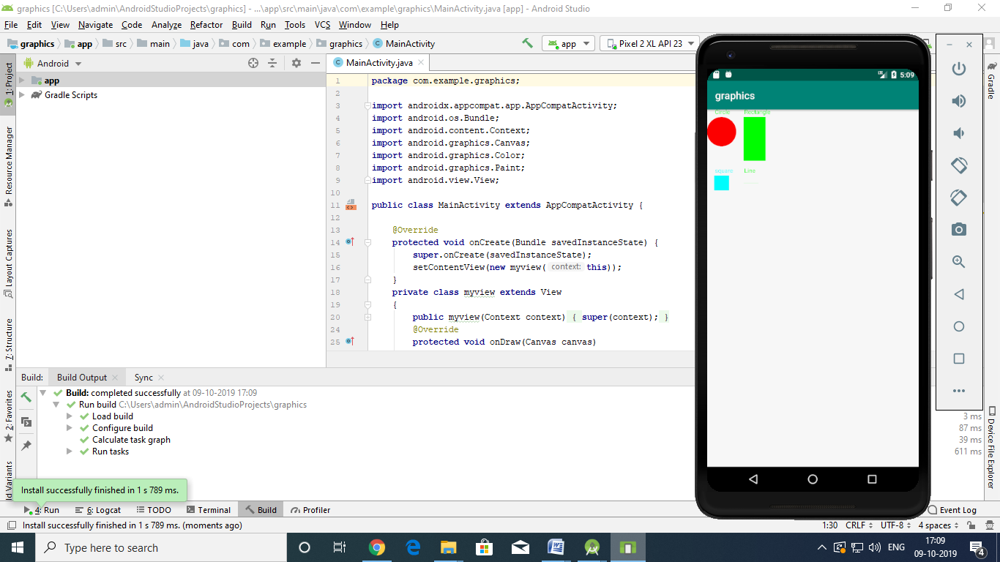 graphics [C:\Users\admin\AndroidStudioProjects\graphics] - ...\app\src\main\java\com\example\graphics\MainActivity.java [app] - Android Studio
File Edit View Navigate Code Analyze Refactor Build Run Tools VCS Window Help
graphics app src main java com example graphics MainActivity app Pixel 2 XL API 23
Android
MainActivity.java
app
Gradle Scripts
1: Project
Resource Manager
Layout Captures
7: Structure
2: Favorites
ld Variants
1 package com.example.graphics;
2
3 import androidx.appcompat.app.AppCompatActivity;
4 import android.os.Bundle;
5 import android.content.Context;
6 import android.graphics.Canvas;
7 import android.graphics.Color;
8 import android.graphics.Paint;
9 import android.view.View;
10
11 public class MainActivity extends AppCompatActivity {
12
13 @Override
14 protected void onCreate(Bundle savedInstanceState) {
15 super.onCreate(savedInstanceState);
16 setContentView(new myview( context: this));
17 }
18 private class myview extends View
19 {
20 public myview(Context context) { super(context); }
24 @Override
25 protected void onDraw(Canvas canvas)
5:09
graphics
Circle Rectangle
square Line
Gradle
Device File Explorer
Build: Build Output Sync
Build: completed successfully at 09-10-2019 17:09
Run build C:\Users\admin\AndroidStudioProjects\graphics
Load build 3 ms
Configure build 87 ms
Calculate task graph 39 ms
Run tasks 611 ms
Install successfully finished in 1 s 789 ms.
4: Run 6: Logcat TODO Terminal Build Profiler Event Log
Install successfully finished in 1 s 789 ms. (moments ago) 1:30 CRLF UTF-8 4 spaces
Type here to search
ENG
17:09
09-10-2019
4